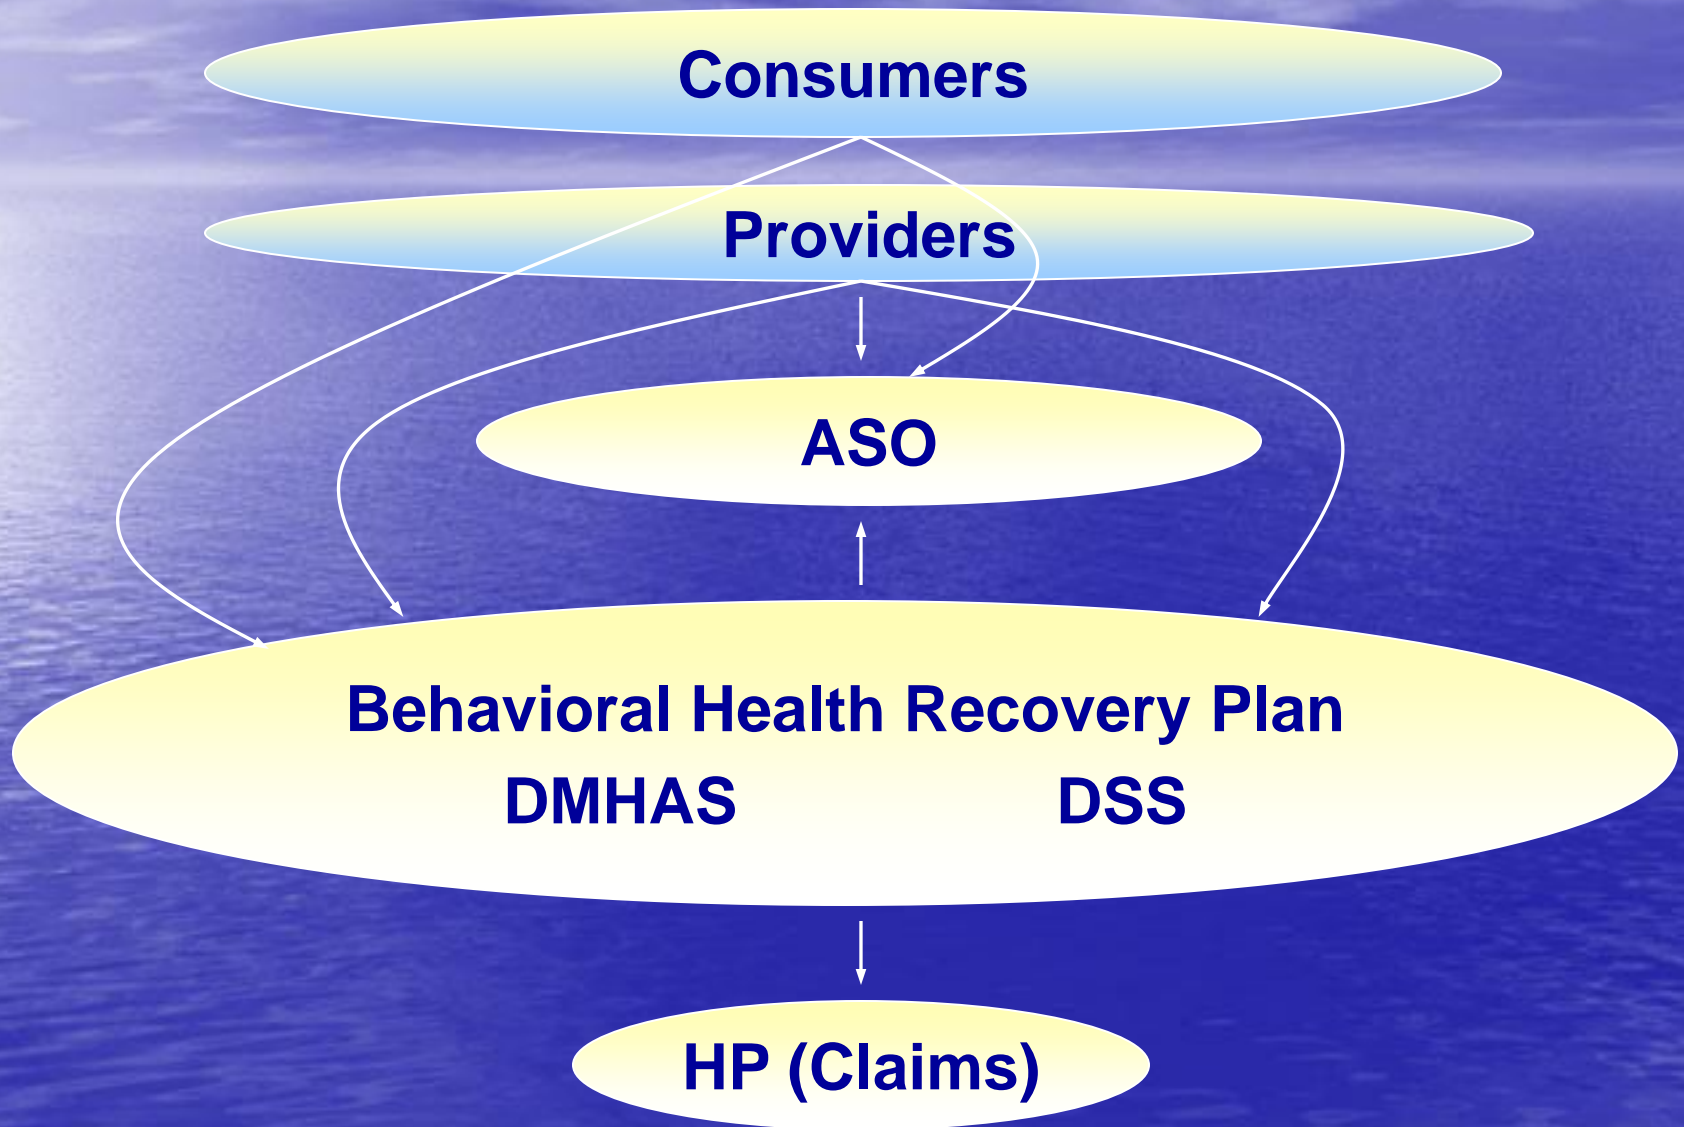 Consumers
Providers
ASO
Behavioral Health Recovery Plan
DMHAS DSS
HP (Claims)